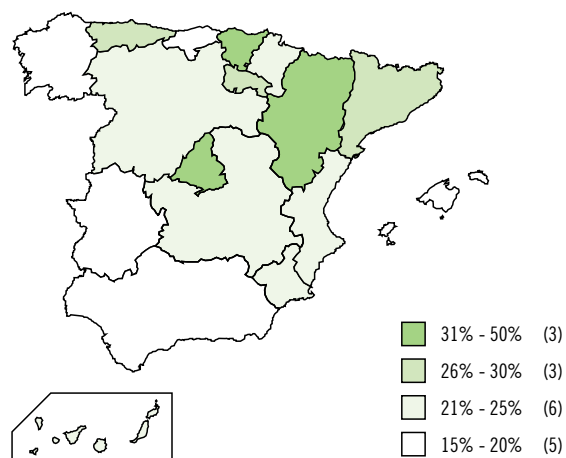 31% - 50% (3)
26% - 30% (3)
21% - 25% (6)
15% - 20% (5)